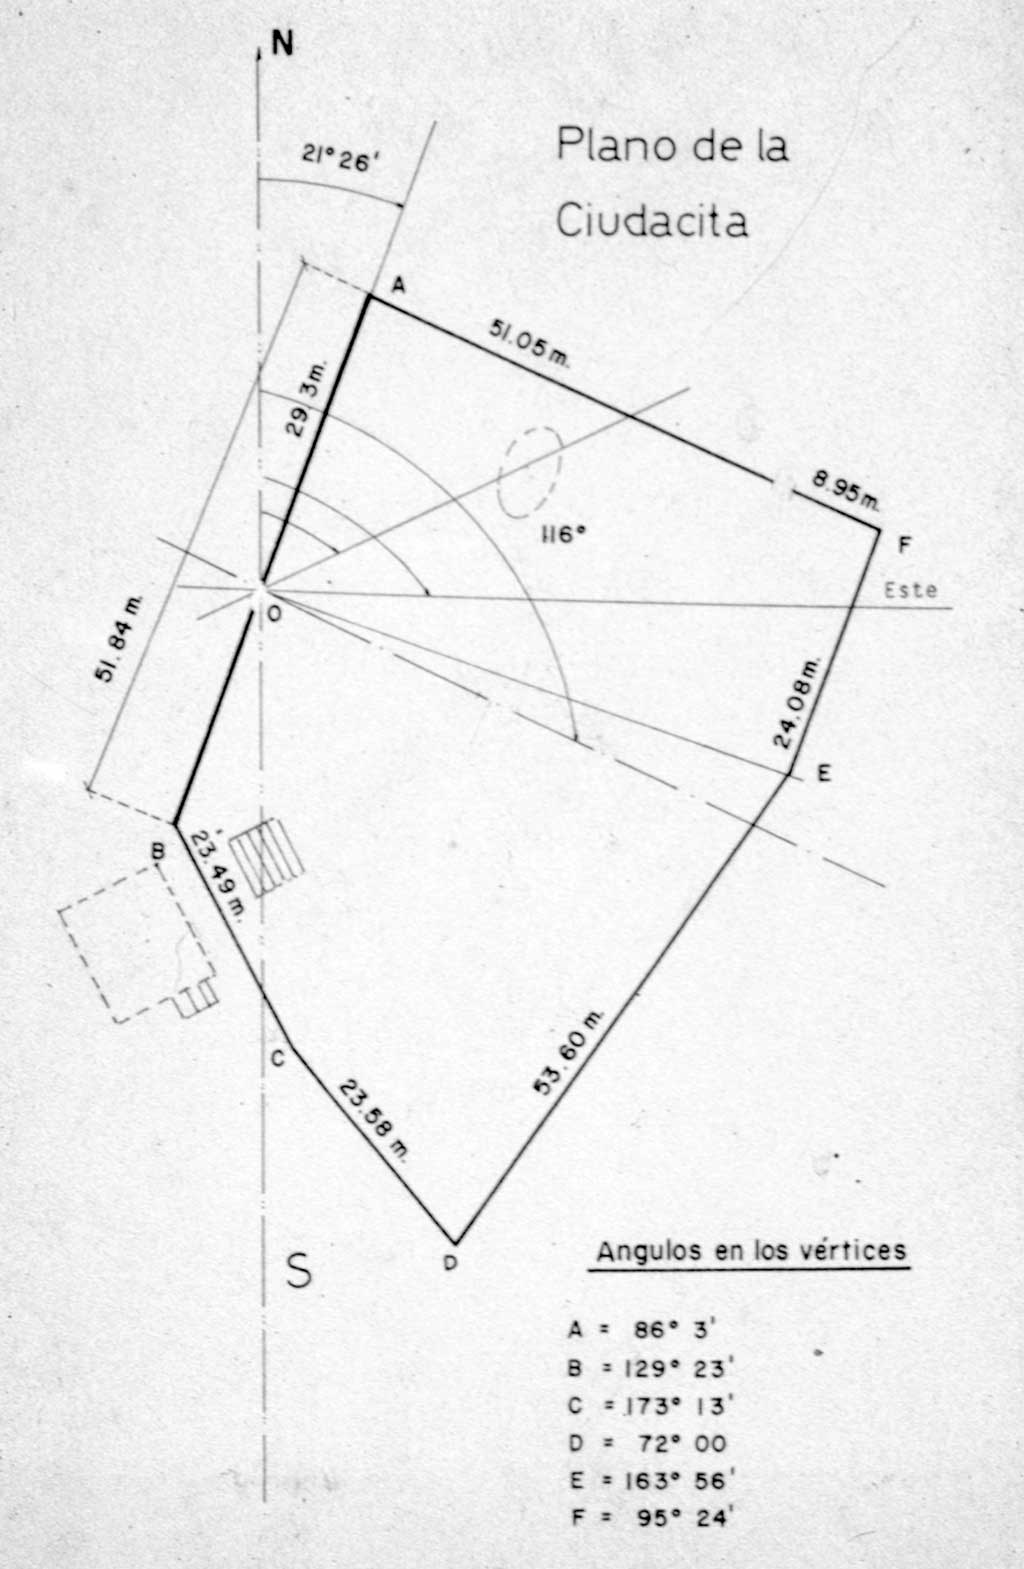 N
21° 26'
Plano de la
Ciudacita
A
51.05 m.
29.3 m.
8.95 m.
116°
F
Este
O
51.84 m.
24.08 m.
E
B
23.49 m.
53.60 m.
C
23.58 m.
D
S
Angulos en los vértices
A = 86° 3'
B = 129° 23'
C = 173° 13'
D = 72° 00
E = 163° 56'
F = 95° 24'